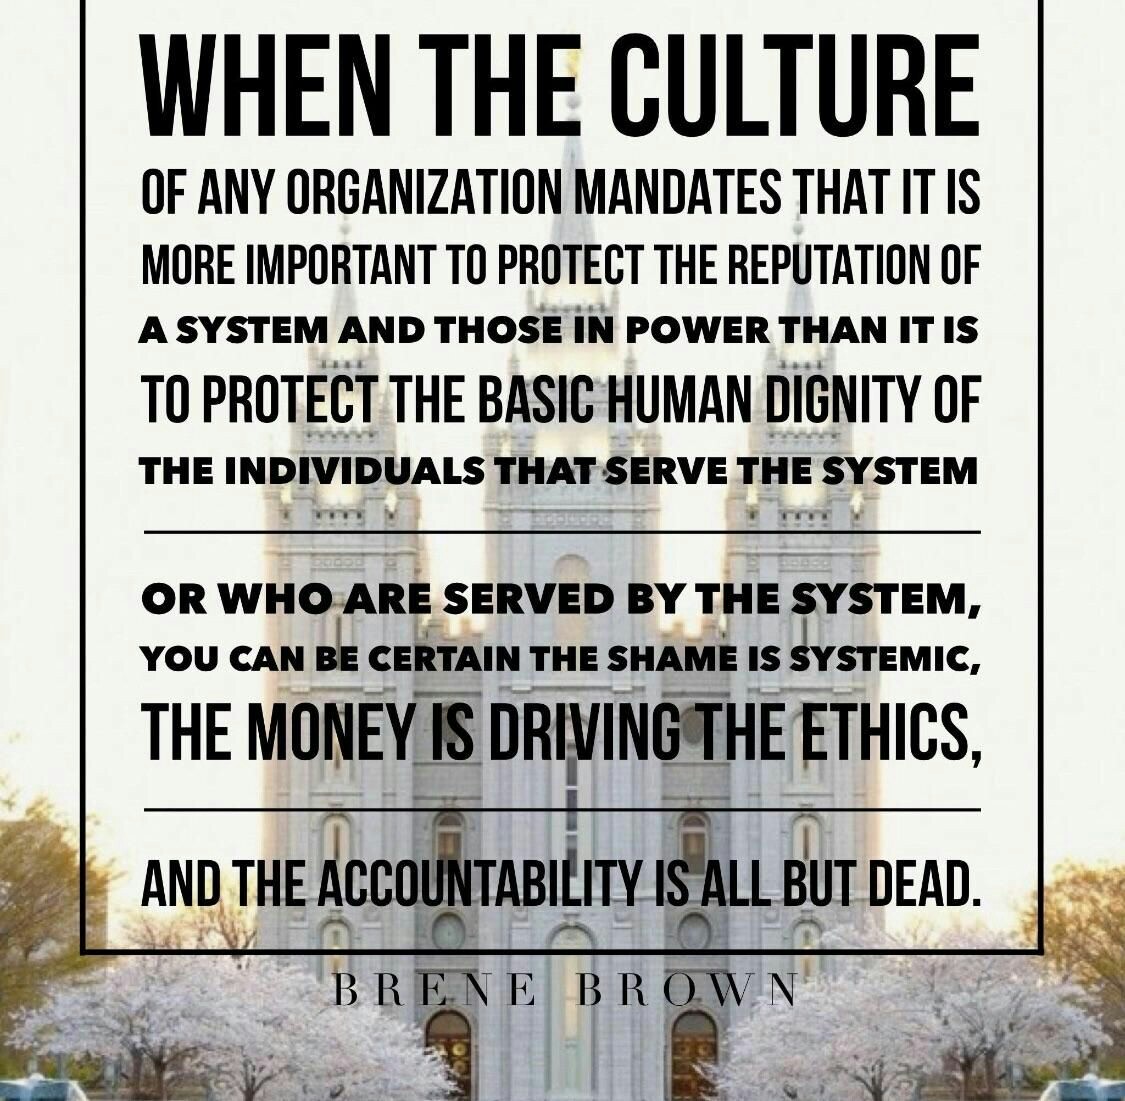 WHEN THE CULTURE
OF ANY ORGANIZATION MANDATES THAT IT IS
MORE IMPORTANT TO PROTECT THE REPUTATION OF
A SYSTEM AND THOSE IN POWER THAN IT IS
TO PROTECT THE BASIC HUMAN DIGNITY OF
THE INDIVIDUALS THAT SERVE THE SYSTEM
OR WHO ARE SERVED BY THE SYSTEM,
YOU CAN BE CERTAIN THE SHAME IS SYSTEMIC,
THE MONEY IS DRIVING THE ETHICS,
AND THE ACCOUNTABILITY IS ALL BUT DEAD.
BRENE BROWN